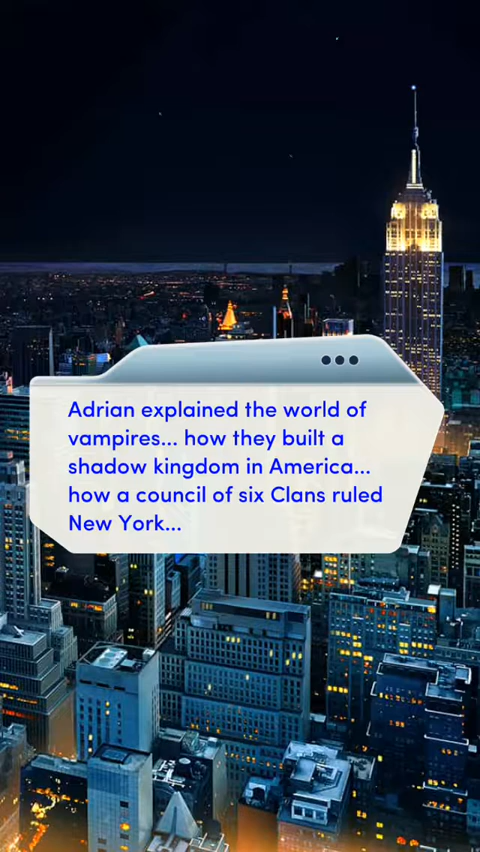 Adrian explained the world of
vampires... how they built a
shadow kingdom in America...
how a council of six Clans ruled
New York...